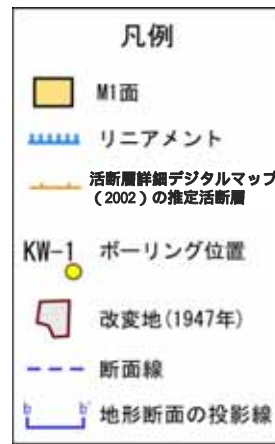 凡例
M1面
リニアメント
活断層詳細デジタルマップ
（2002）の推定活断層
KW-1 ボーリング位置
改変地(1947年)
断面線
b b' 地形断面の投影線